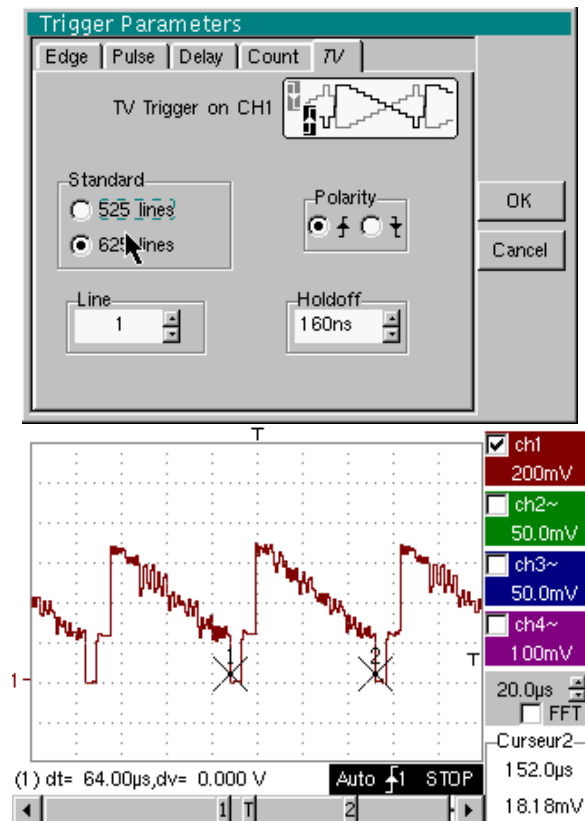 Trigger Parameters
Edge Pulse Delay Count TV
TV Trigger on CH1
Standard
525 lines
625 lines
Polarity
Line
1
Holdoff
160ns
OK
Cancel
T
1
2
T
1
ch1
200mV
ch2~
50.0mV
ch3~
50.0mV
ch4~
100mV
20.0µs
FFT
Curseur2
152.0µs
18.18mV
(1) dt= 64.00µs,dv= 0.000 V
Auto 1 STOP
1 T 2